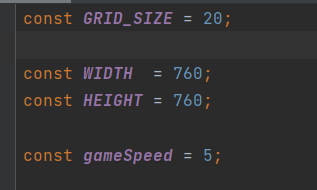 const GRID_SIZE = 20;
const WIDTH  = 760;
const HEIGHT = 760;
const gameSpeed = 5;